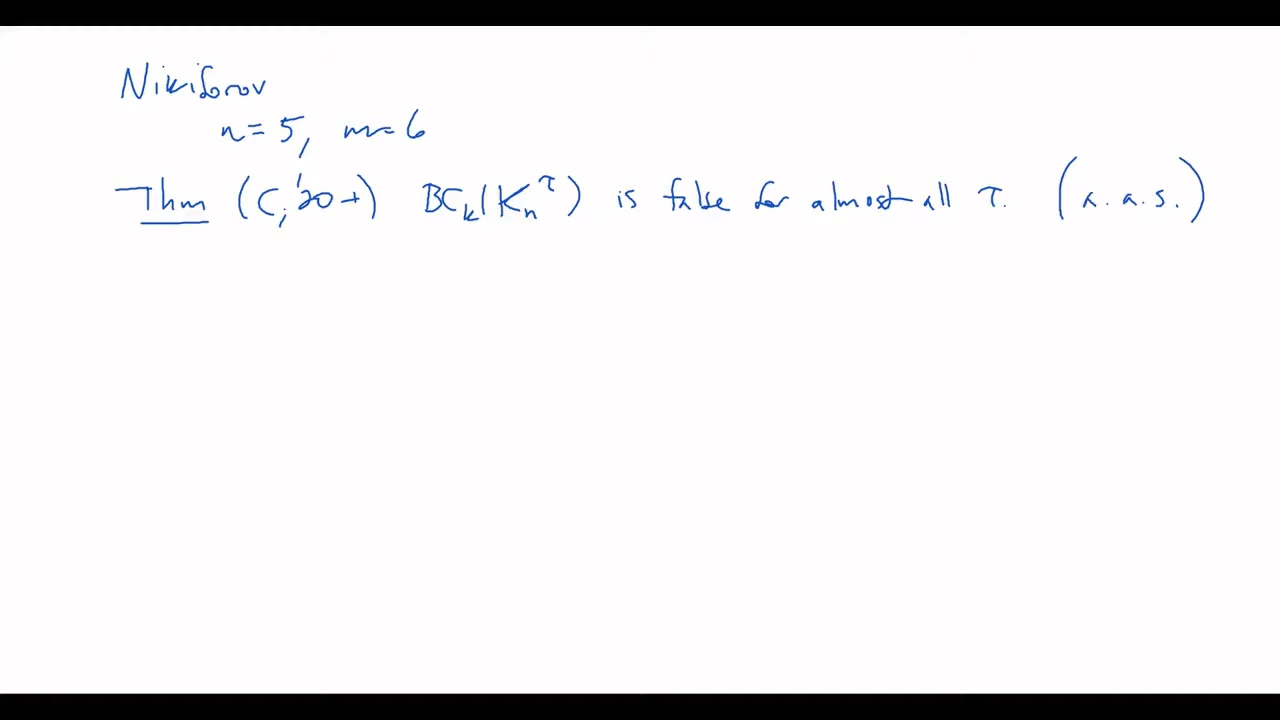 Nikiforov
n = 5, m = 6
Thm (C, '20+) BC_k(K_n^τ) is false for almost all τ. (a.a.s.)